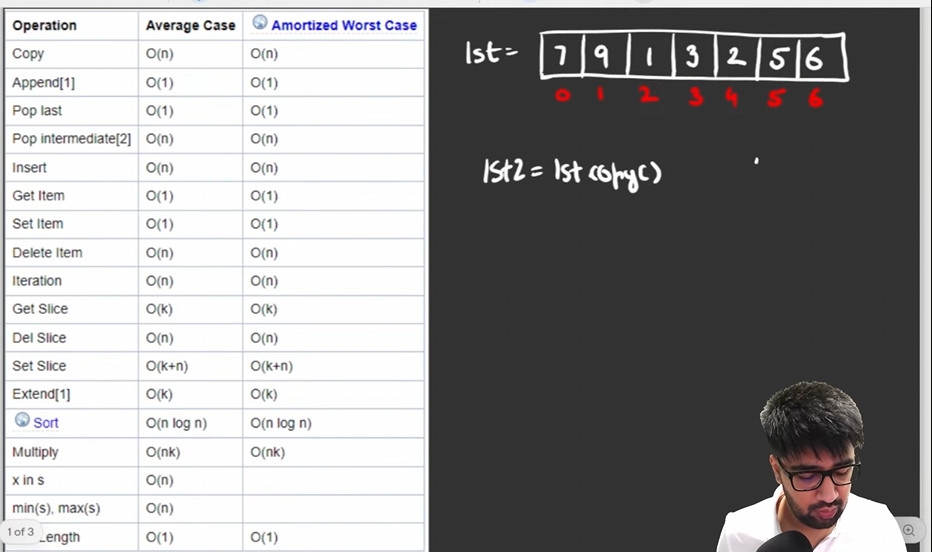 Operation Average Case Amortized Worst Case
Copy O(n) O(n)
Append[1] O(1) O(1)
Pop last O(1) O(1)
Pop intermediate[2] O(n) O(n)
Insert O(n) O(n)
Get Item O(1) O(1)
Set Item O(1) O(1)
Delete Item O(n) O(n)
Iteration O(n) O(n)
Get Slice O(k) O(k)
Del Slice O(n) O(n)
Set Slice O(k+n) O(k+n)
Extend[1] O(k) O(k)
Sort O(n log n) O(n log n)
Multiply O(nk) O(nk)
x in s O(n)
min(s), max(s) O(n)
Length O(1) O(1)
1 of 3
lst= 7 9 1 3 2 5 6
0 1 2 3 4 5 6
lst2 = lst copy()